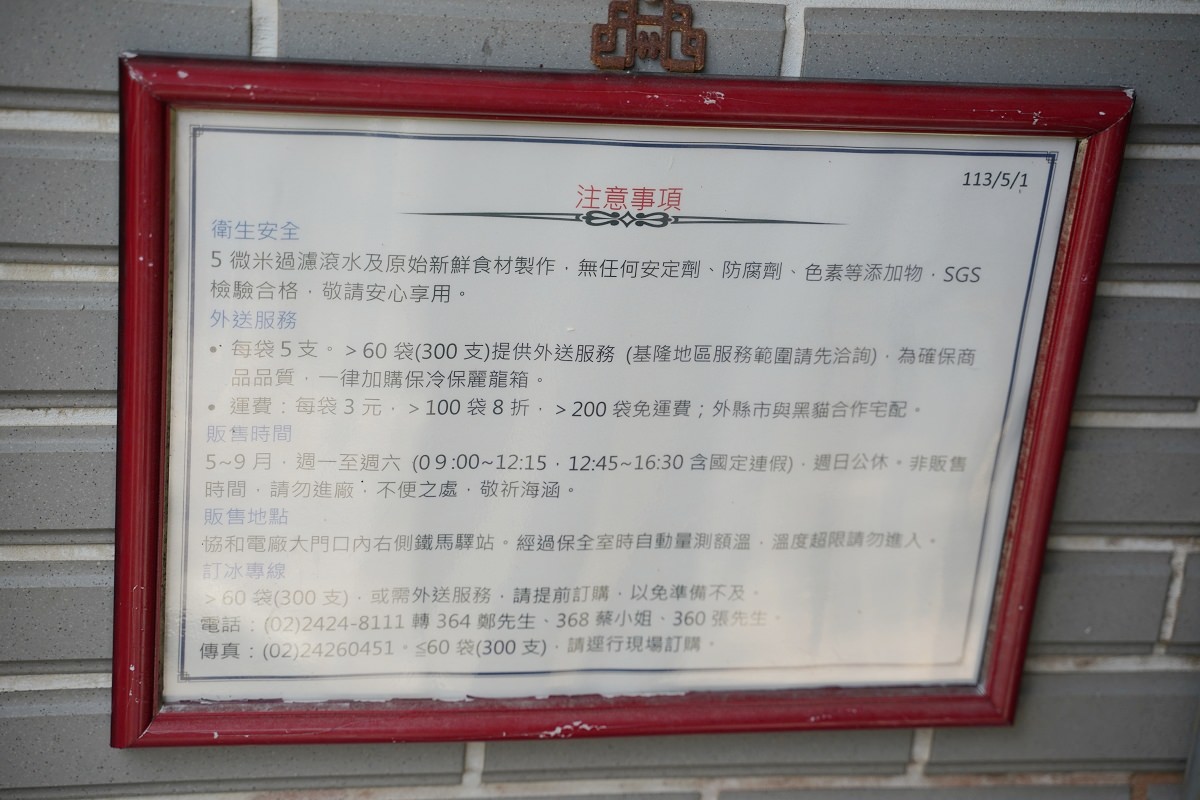 113/5/1
注意事項
衛生安全
5 微米過濾滾水及原始新鮮食材製作，無任何安定劑、防腐劑、色素等添加物，SGS
檢驗合格，敬請安心享用。
外送服務
• 每袋 5 支。> 60 袋(300 支)提供外送服務 (基隆地區服務範圍請先洽詢)，為確保商
品品質，一律加購保冷保麗龍箱。
• 運費：每袋 3 元，> 100 袋 8 折，> 200 袋免運費；外縣市與黑貓合作宅配。
販售時間
5~9 月，週一至週六 (09:00~12:15，12:45~16:30 含國定連假)，週日公休。非販售
時間，請勿進廠，不便之處，敬祈海涵。
販售地點
協和電廠大門口內右側鐵馬驛站。經過保全室時自動量測額溫，溫度超限請勿進入。
訂冰專線
> 60 袋(300 支)，或需外送服務，請提前訂購，以免準備不及。
電話：(02)2424-8111 轉 364 鄭先生、368 蔡小姐、360 張先生。
傳真：(02)24260451。≦60 袋(300 支)，請逕行現場訂購。